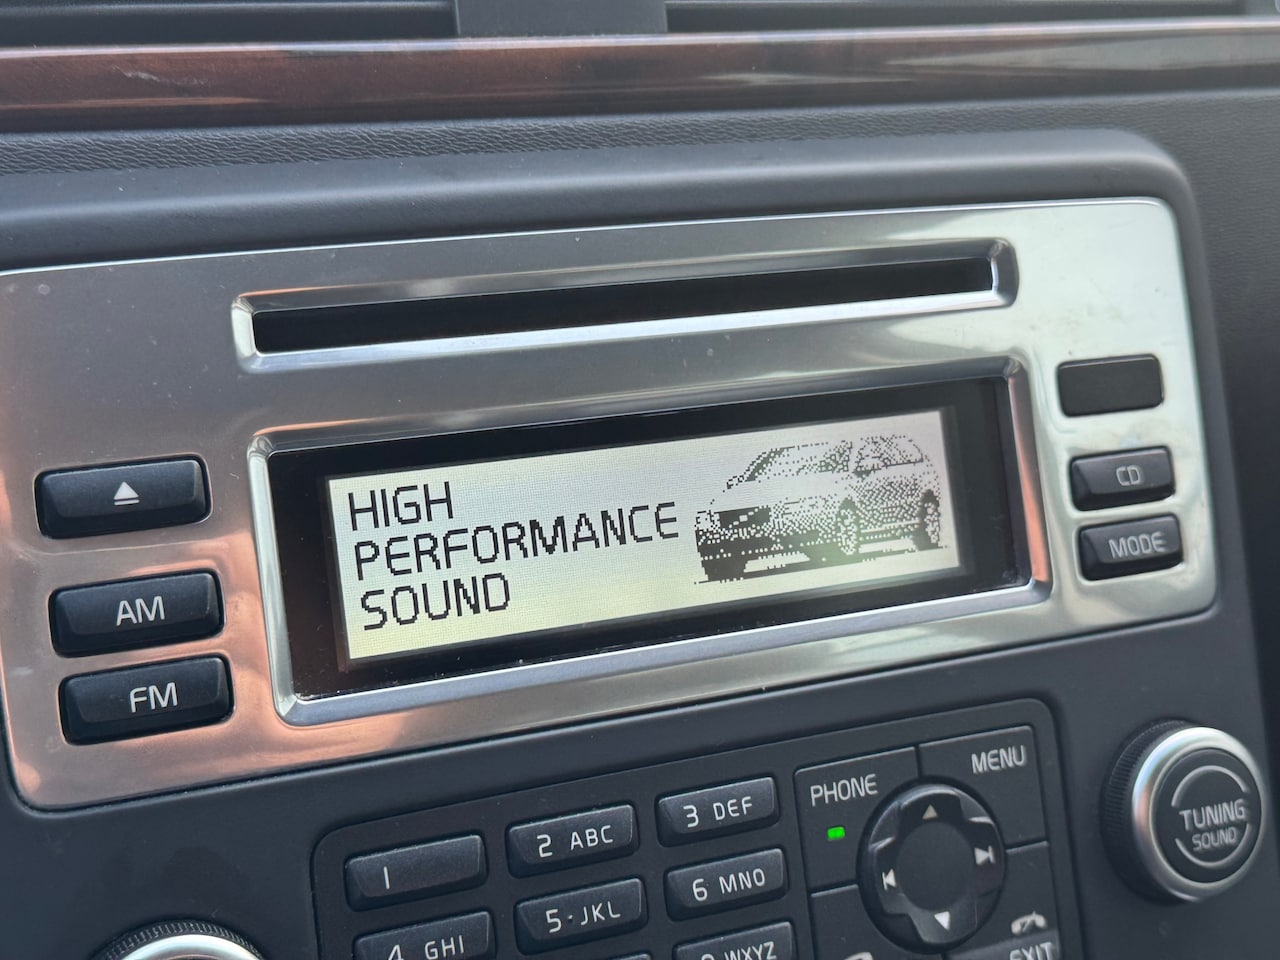 HIGH
PERFORMANCE
SOUND
CD
MODE
AM
FM
PHONE
MENU
1
2 ABC
3 DEF
4 GHI
5 JKL
6 MNO
WXYZ
EXIT
TUNING
SOUND